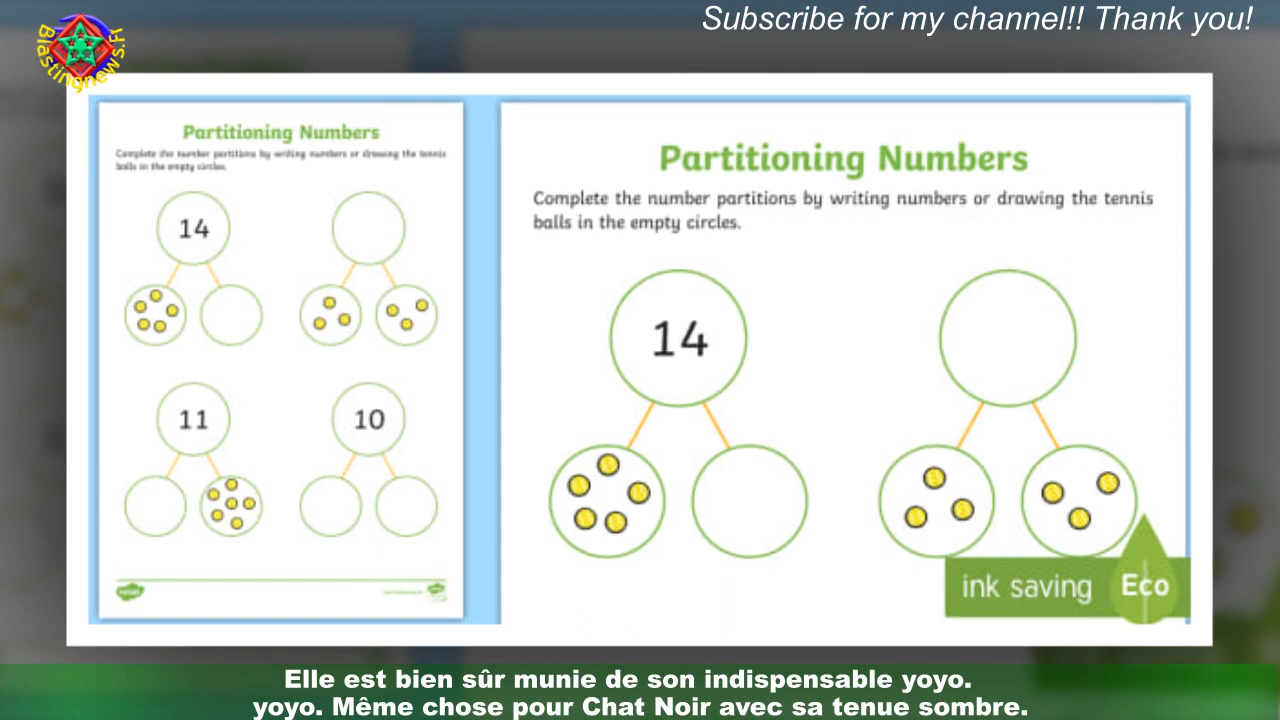 Subscribe for my channel!! Thank you!
Blastingnews.Fr
Partitioning Numbers
Complete the number partitions by writing numbers or drawing the tennis
balls in the empty circles.
14
11
10
Partitioning Numbers
Complete the number partitions by writing numbers or drawing the tennis
balls in the empty circles.
14
ink saving
Eco
Elle est bien sûr munie de son indispensable yoyo.
yoyo. Même chose pour Chat Noir avec sa tenue sombre.